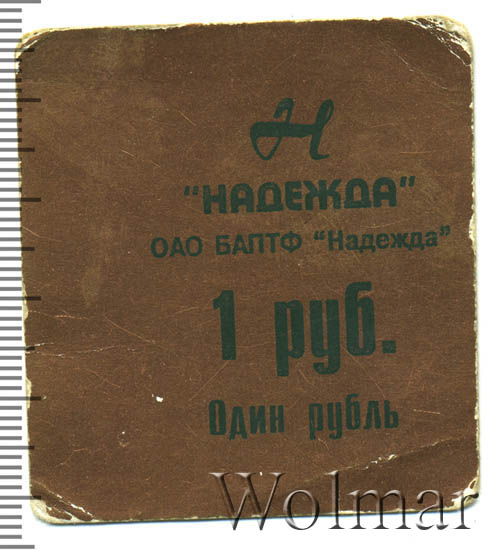 Н
"НАДЕЖДА"
ОАО БАПТФ "Надежда"
1 руб.
Один рубль
Wolmar